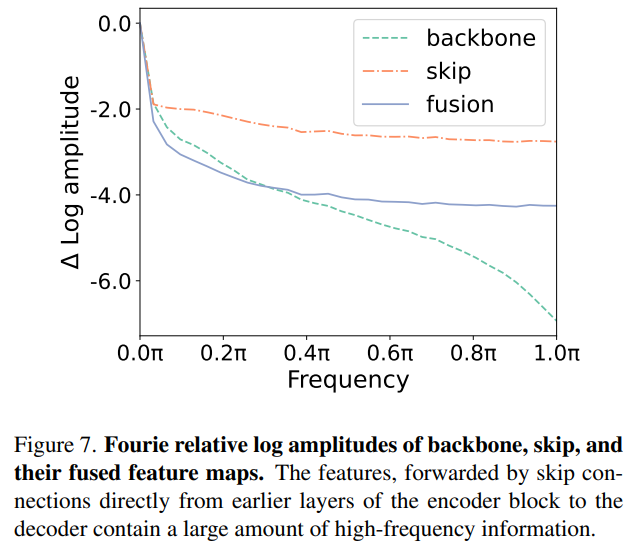 0.0
-2.0
-4.0
-6.0
Δ Log amplitude
backbone
skip
fusion
0.0π 0.2π 0.4π 0.6π 0.8π 1.0π
Frequency
Figure 7. Fourie relative log amplitudes of backbone, skip, and
their fused feature maps. The features, forwarded by skip con-
nections directly from earlier layers of the encoder block to the
decoder contain a large amount of high-frequency information.